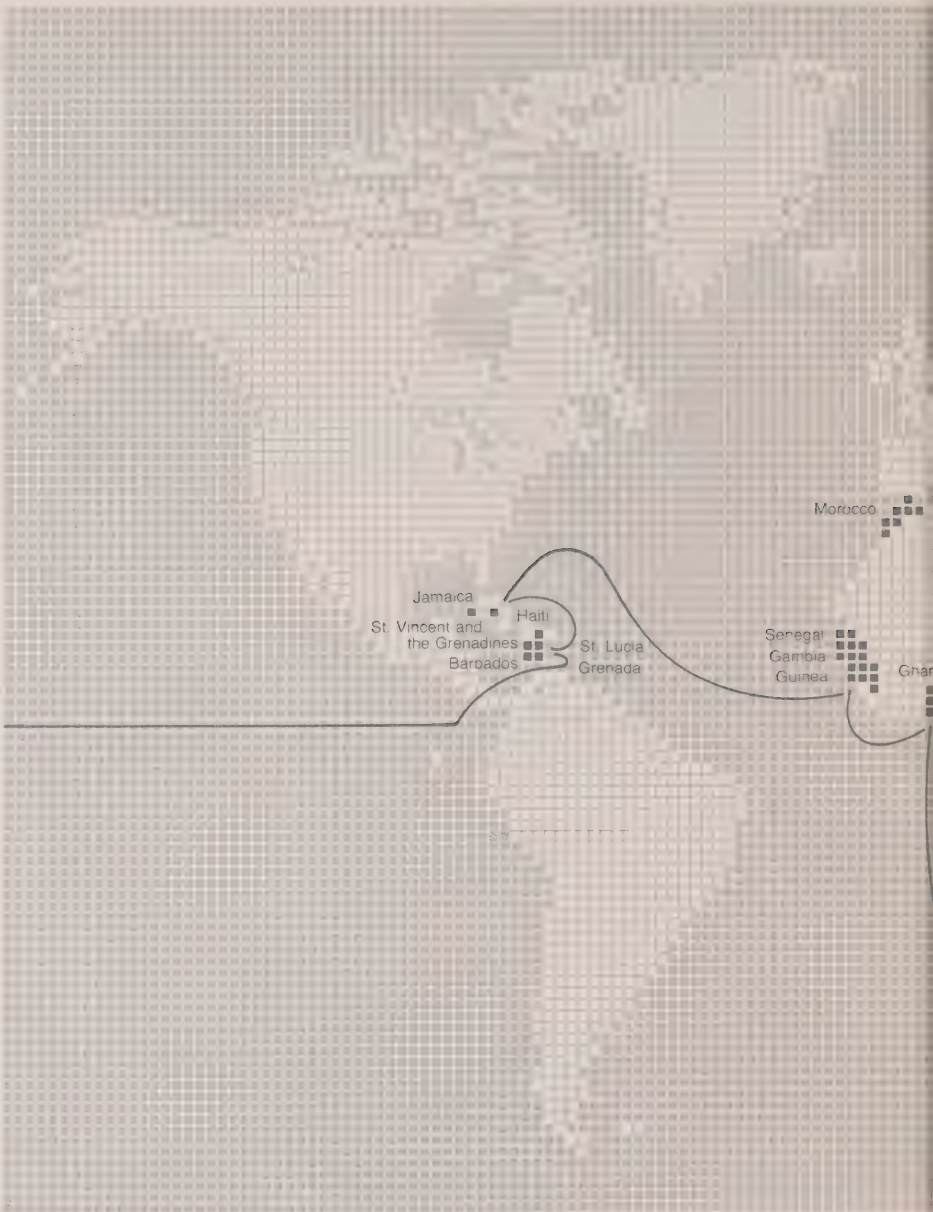 Morocco
Jamaica
Haiti
St. Vincent and
the Grenadines
St. Lucia
Barbados
Grenada
Senegal
Gambia
Guinea